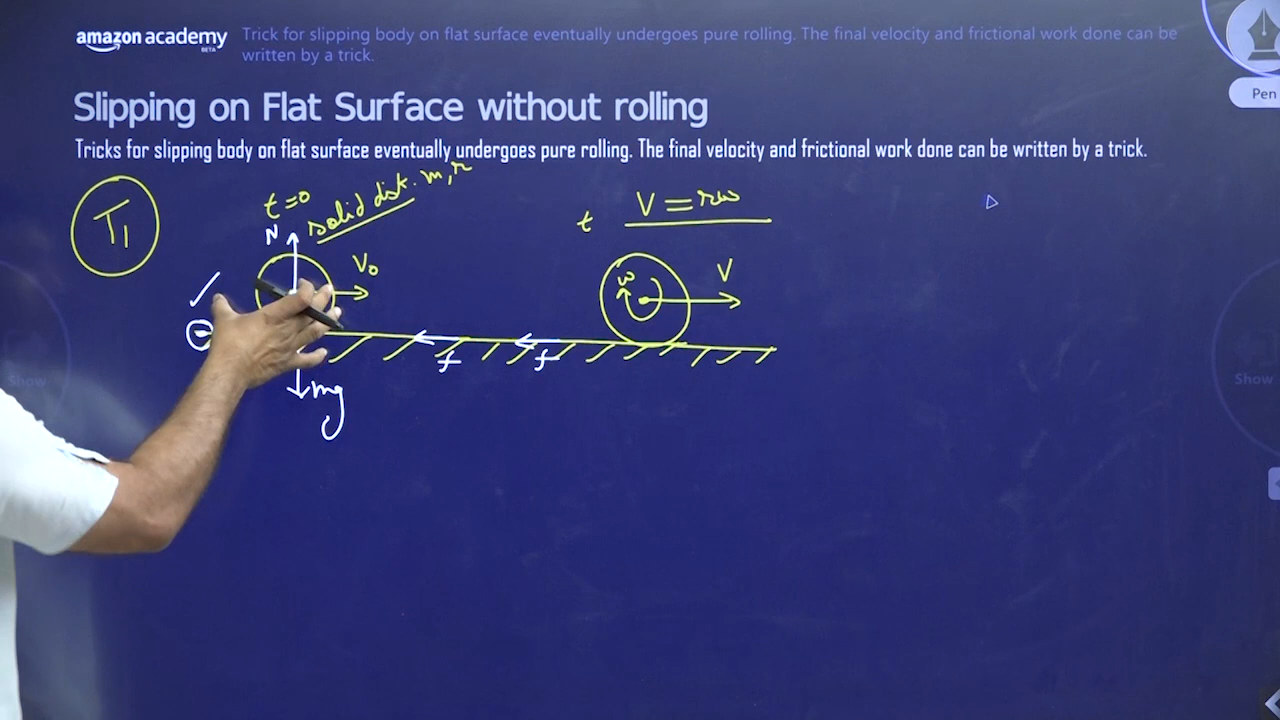 amazon academy
BETA
Trick for slipping body on flat surface eventually undergoes pure rolling. The final velocity and frictional work done can be
written by a trick.
Pen
Slipping on Flat Surface without rolling
Tricks for slipping body on flat surface eventually undergoes pure rolling. The final velocity and frictional work done can be written by a trick.
T1
t=0
solid disk. m, r
N
V0
t
V = rω
ω
V
f
f
mg
Show
Show